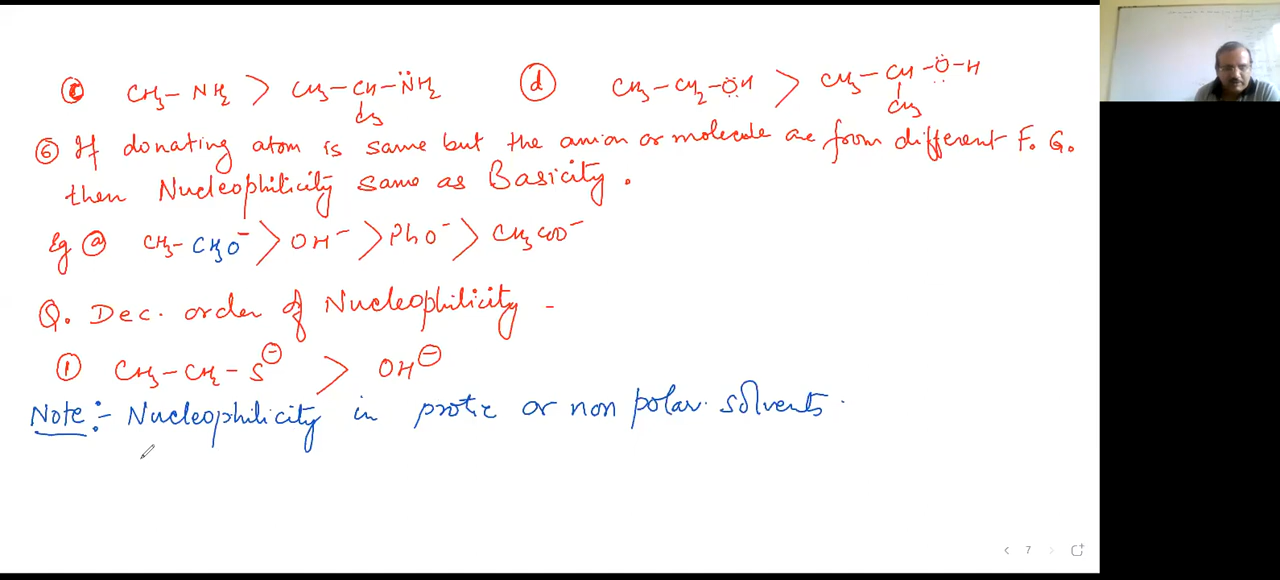 ⓒ CH3 - NH2 > CH3 - CH - N̈H2 ⓓ CH3 - CH2 - ÖH > CH3 - CH - Ö - H
CH3 CH3
⑥ If donating atom is same but the anion or molecule are from different F. G.
then Nucleophilicity same as Basicity.
Eg ⓐ CH3 - CH2O⁻ > OH⁻ > PhO⁻ > CH3COO⁻
Q. Dec. order of Nucleophilicity -
① CH3 - CH2 - S⊖ > OH⊖
Note :- Nucleophilicity in protic or non polar solvents.
< 7 >